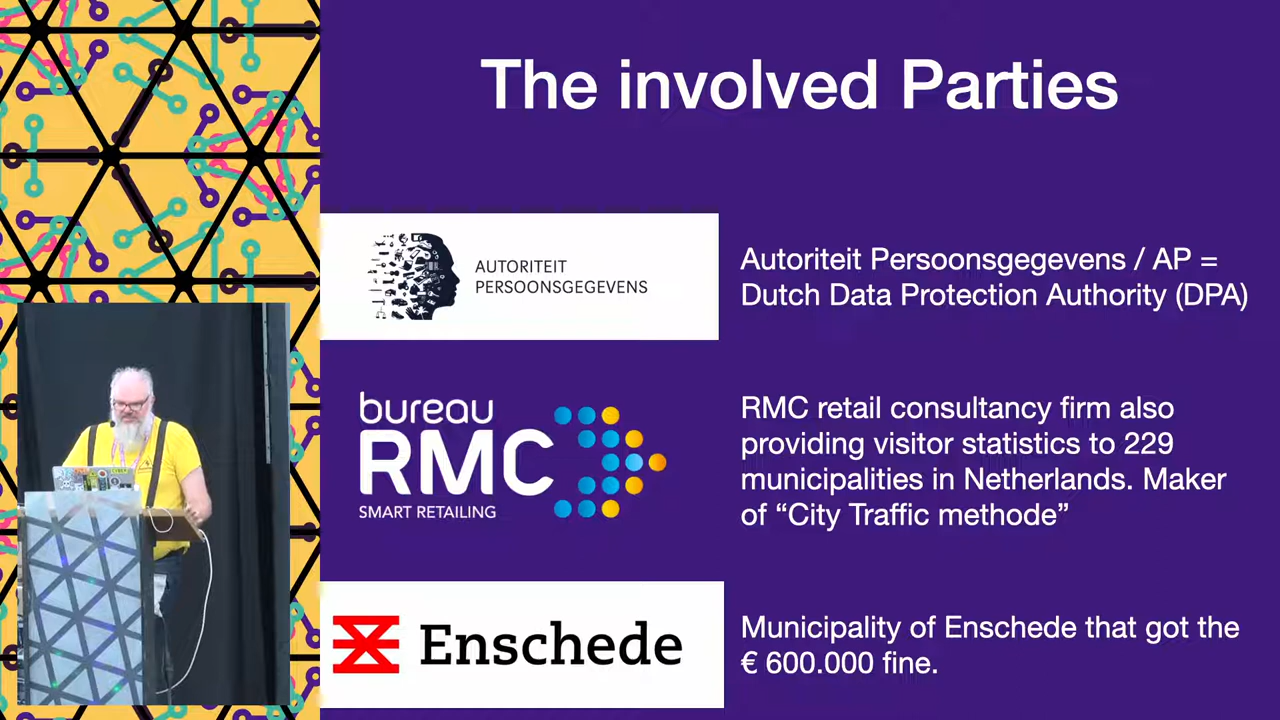 The involved Parties
AUTORITEIT
PERSOONSGEGEVENS
Autoriteit Persoonsgegevens / AP =
Dutch Data Protection Authority (DPA)
bureau
RMC
SMART RETAILING
RMC retail consultancy firm also
providing visitor statistics to 229
municipalities in Netherlands. Maker
of “City Traffic methode”
Enschede
Municipality of Enschede that got the
€ 600.000 fine.